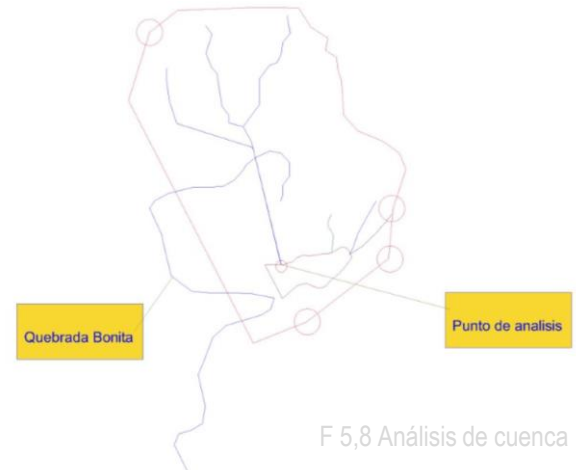 Quebrada Bonita
Punto de analisis
F 5,8 Análisis de cuenca